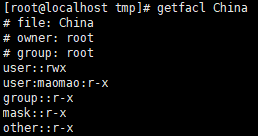 [root@localhost tmp]# getfacl China
# file: China
# owner: root
# group: root
user::rwx
user:maomao:r-x
group::r-x
mask::r-x
other::r-x